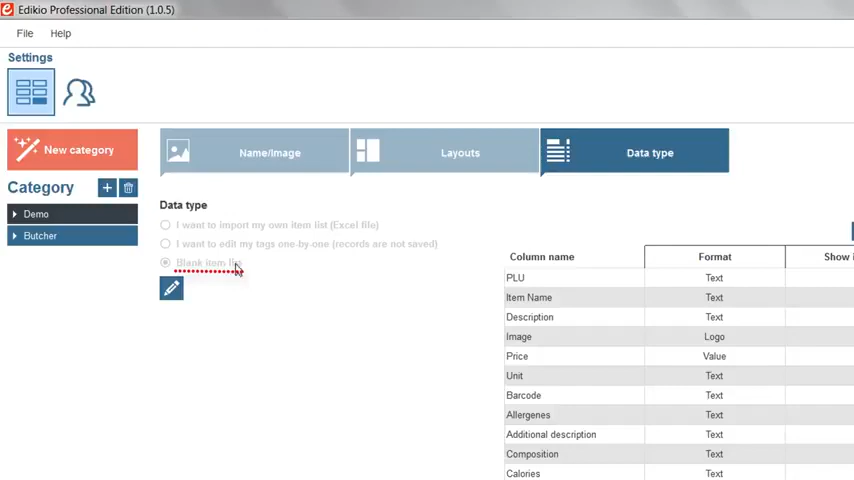 Edikio Professional Edition (1.0.5)
File Help
Settings
New category
Name/Image
Layouts
Data type
Category
Demo
Butcher
Data type
I want to import my own item list (Excel file)
I want to edit my tags one-by-one (records are not saved)
Blank item list
Column name Format Show
PLU Text
Item Name Text
Description Text
Image Logo
Price Value
Unit Text
Barcode Text
Allergenes Text
Additional description Text
Composition Text
Calories Text